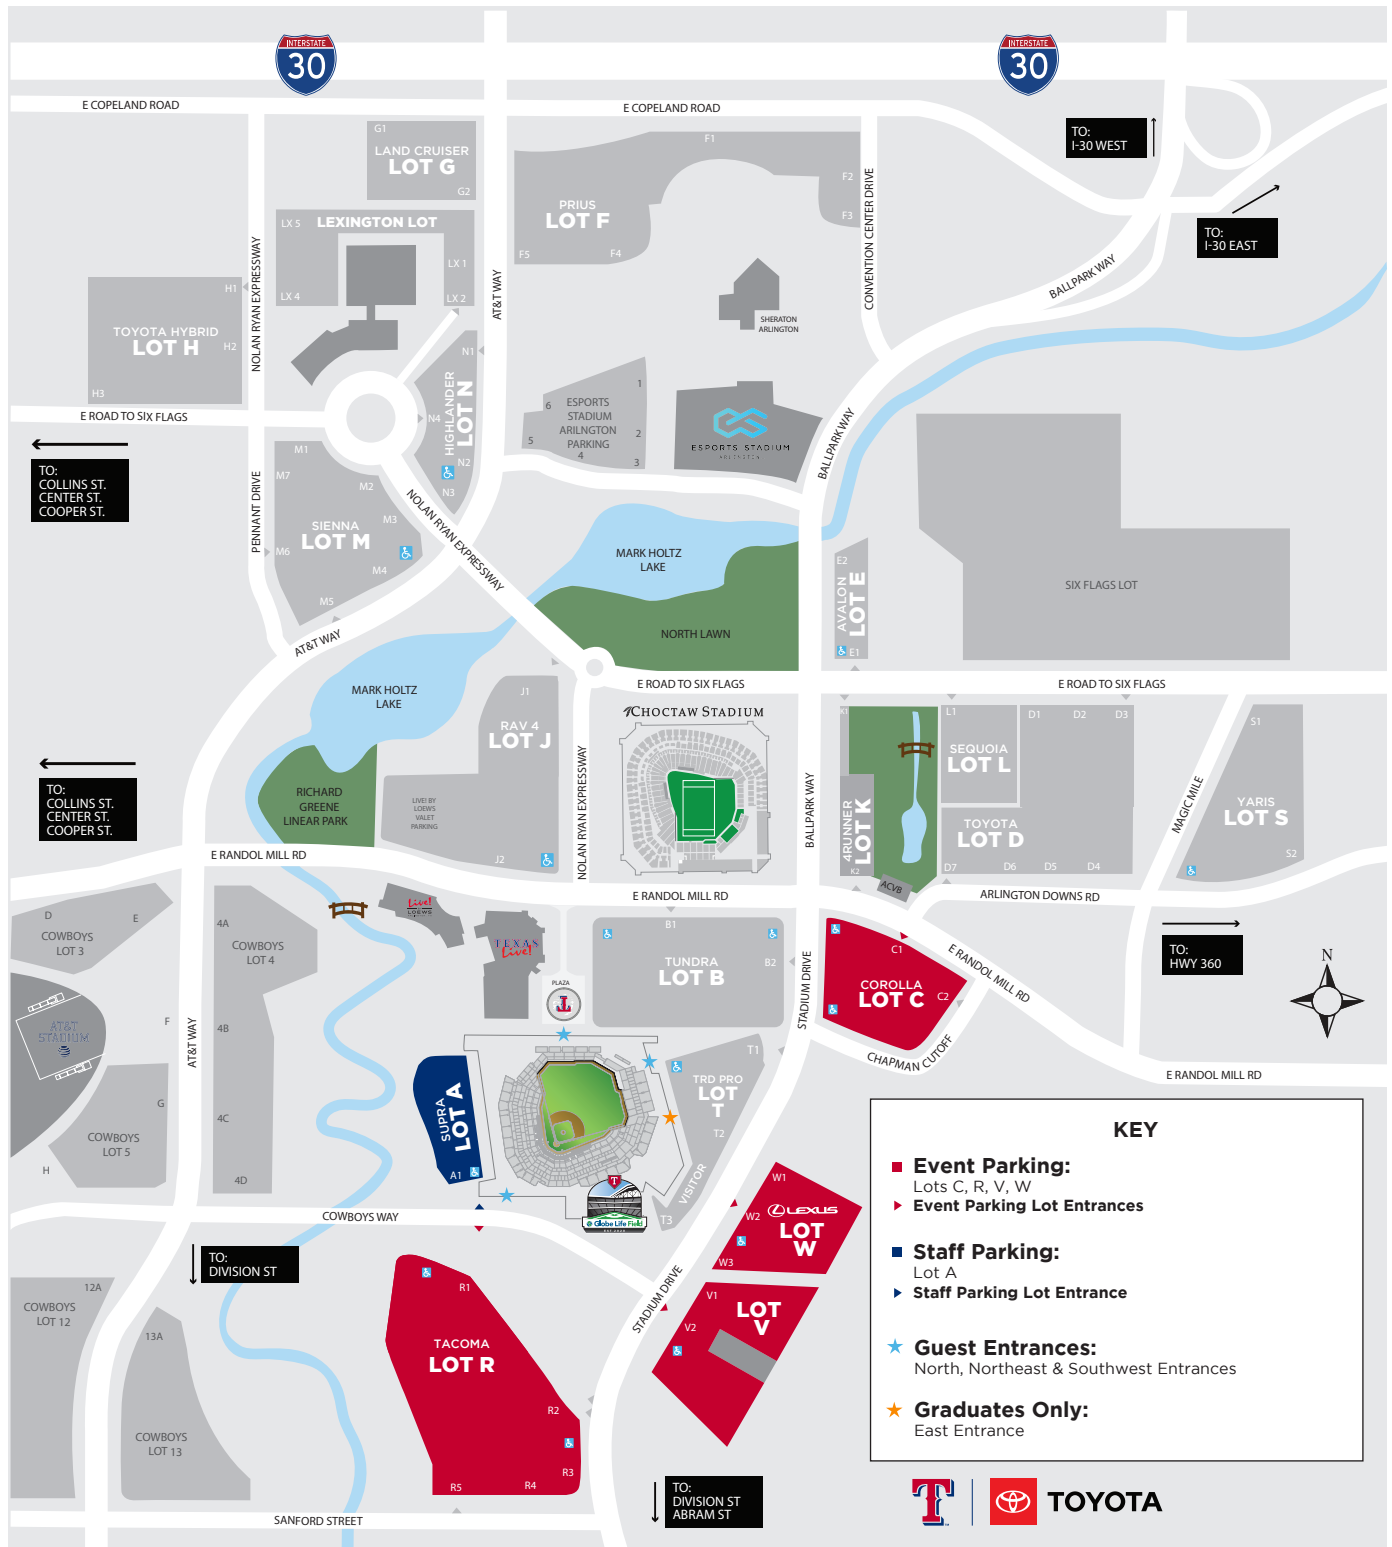 INTERSTATE
30
INTERSTATE
30
E COPELAND ROAD
E COPELAND ROAD
TO:
I-30 WEST
TO:
I-30 EAST
G1
LAND CRUISER
LOT G
G2
F1
F2
F3
PRIUS
LOT F
F5
F4
LX 5
LEXINGTON LOT
LX 1
LX 4
LX 2
NOLAN RYAN EXPRESSWAY
AT&T WAY
CONVENTION CENTER DRIVE
BALLPARK WAY
SHERATON
ARLINGTON
H1
TOYOTA HYBRID
LOT H
H2
H3
E ROAD TO SIX FLAGS
N1
HIGHLANDER
LOT N
N4
N2
N3
1
6
ESPORTS
STADIUM
ARILNGTON
PARKING
5
2
4
3
ESPORTS STADIUM
ARLINGTON
BALLPARK WAY
TO:
COLLINS ST.
CENTER ST.
COOPER ST.
M1
M7
M2
M3
SIENNA
LOT M
M6
M4
M5
PENNANT DRIVE
NOLAN RYAN EXPRESSWAY
AT&T WAY
MARK HOLTZ
LAKE
NORTH LAWN
E2
AVALON
LOT E
E1
SIX FLAGS LOT
E ROAD TO SIX FLAGS
E ROAD TO SIX FLAGS
MARK HOLTZ
LAKE
J1
RAV 4
LOT J
LIVE! BY
LOEWS
VALET
PARKING
J2
NOLAN RYAN EXPRESSWAY
CHOCTAW STADIUM
BALLPARK WAY
K1
4RUNNER
LOT K
K2
ACVB
L1
SEQUOIA
LOT L
D1
D2
D3
TOYOTA
LOT D
D7
D6
D5
D4
MAGIC MILE
S1
YARIS
LOT S
S2
TO:
COLLINS ST.
CENTER ST.
COOPER ST.
RICHARD
GREENE
LINEAR PARK
E RANDOL MILL RD
E RANDOL MILL RD
ARLINGTON DOWNS RD
E RANDOL MILL RD
TO:
HWY 360
N
D
E
COWBOYS
LOT 3
4A
COWBOYS
LOT 4
F
4B
AT&T
STADIUM
AT&T WAY
G
COWBOYS
LOT 5
H
4C
4D
Live!
LOEWS
TEXAS
Live!
PLAZA
T
B1
TUNDRA
LOT B
B2
STADIUM DRIVE
C1
COROLLA
LOT C
C2
CHAPMAN CUTOFF
E RANDOL MILL RD
SUPRA
LOT A
A1
T1
TRD PRO
LOT
T
T2
VISITOR
T3
T
Globe Life Field
COWBOYS WAY
W1
W2
LEXUS
LOT
W
W3
V1
LOT
V
V2
STADIUM DRIVE
TO:
DIVISION ST
12A
COWBOYS
LOT 12
13A
COWBOYS
LOT 13
R1
TACOMA
LOT R
R2
R3
R4
R5
SANFORD STREET
TO:
DIVISION ST
ABRAM ST
KEY
Event Parking:
Lots C, R, V, W
Event Parking Lot Entrances
Staff Parking:
Lot A
Staff Parking Lot Entrance
Guest Entrances:
North, Northeast & Southwest Entrances
Graduates Only:
East Entrance
T
TOYOTA